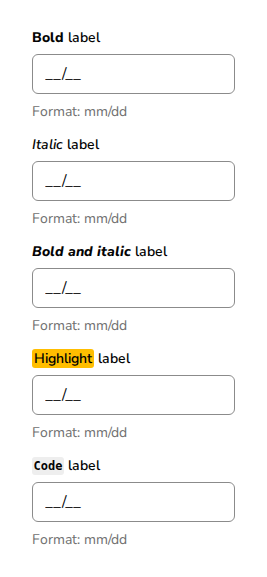 Bold label
__/__
Format: mm/dd
Italic label
__/__
Format: mm/dd
Bold and italic label
__/__
Format: mm/dd
Highlight label
__/__
Format: mm/dd
Code label
__/__
Format: mm/dd